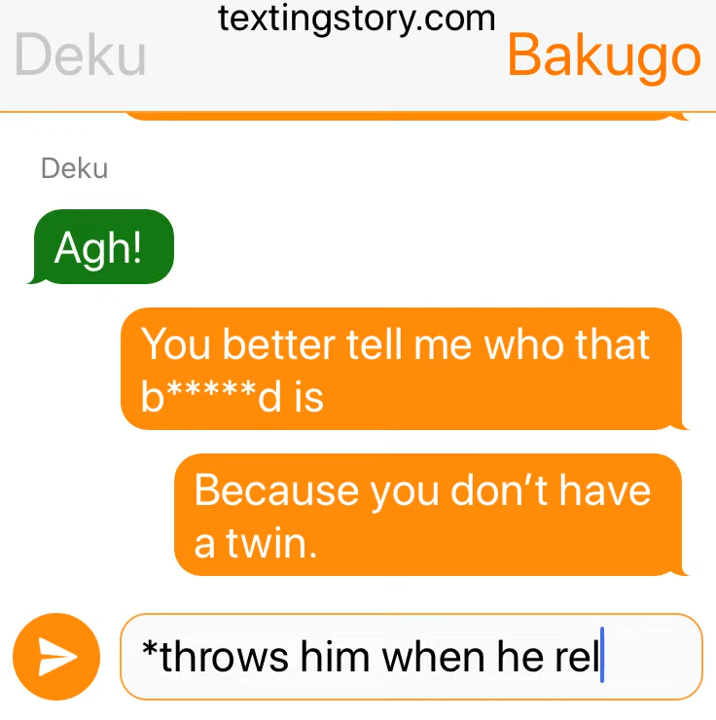 textingstory.com
Deku
Bakugo
Deku
Agh!
You better tell me who that
b*****d is
Because you don't have
a twin.
*throws him when he rel